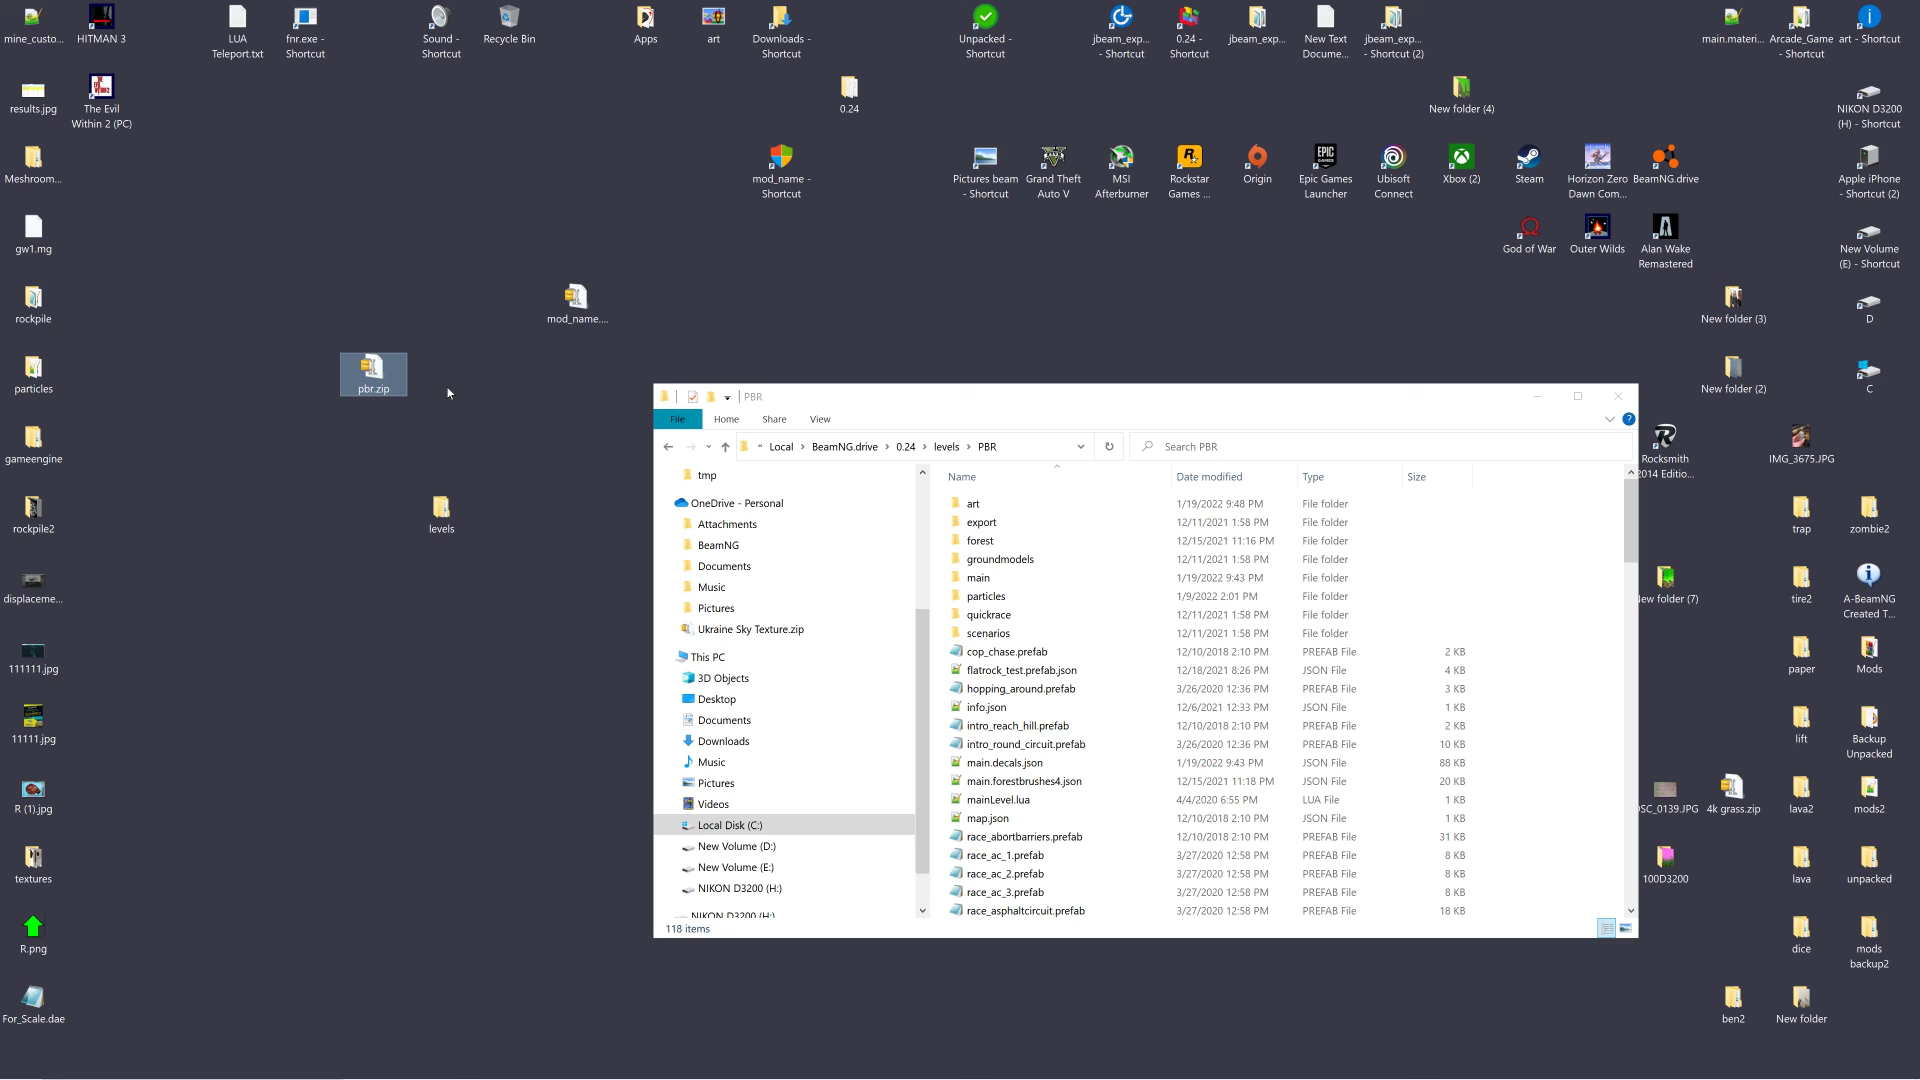 mine_custo...
HITMAN 3
LUA
Teleport.txt
fnr.exe -
Shortcut
Sound -
Shortcut
Recycle Bin
Apps
art
Downloads -
Shortcut
Unpacked -
Shortcut
jbeam_exp...
- Shortcut
0.24 -
Shortcut
jbeam_exp...
New Text
Docume...
jbeam_exp...
- Shortcut (2)
main.materi...
Arcade_Game
- Shortcut
art - Shortcut
results.jpg
The Evil
Within 2 (PC)
0.24
New folder (4)
NIKON D3200
(H) - Shortcut
Meshroom...
mod_name -
Shortcut
Pictures beam
- Shortcut
Grand Theft
Auto V
MSI
Afterburner
Rockstar
Games ...
Origin
Epic Games
Launcher
Ubisoft
Connect
Xbox (2)
Steam
Horizon Zero
Dawn Com...
BeamNG.drive
Apple iPhone
- Shortcut (2)
gw1.mg
God of War
Outer Wilds
Alan Wake
Remastered
New Volume
(E) - Shortcut
rockpile
mod_name....
New folder (3)
D
particles
pbr.zip
New folder (2)
C
gameengine
levels
rockpile2
displaceme...
111111.jpg
11111.jpg
R (1).jpg
textures
R.png
For_Scale.dae
PBR
File
Home
Share
View
« Local > BeamNG.drive > 0.24 > levels > PBR
Search PBR
tmp
OneDrive - Personal
Attachments
BeamNG
Documents
Music
Pictures
Ukraine Sky Texture.zip
This PC
3D Objects
Desktop
Documents
Downloads
Music
Pictures
Videos
Local Disk (C:)
New Volume (D:)
New Volume (E:)
NIKON D3200 (H:)
NIKON D3200 (H:)
118 items
Name Date modified Type Size
art 1/19/2022 9:48 PM File folder
export 12/11/2021 1:58 PM File folder
forest 12/15/2021 11:16 PM File folder
groundmodels 12/11/2021 1:58 PM File folder
main 1/19/2022 9:43 PM File folder
particles 1/9/2022 2:01 PM File folder
quickrace 12/11/2021 1:58 PM File folder
scenarios 12/11/2021 1:58 PM File folder
cop_chase.prefab 12/10/2018 2:10 PM PREFAB File 2 KB
flatrock_test.prefab.json 12/18/2021 8:26 PM JSON File 4 KB
hopping_around.prefab 3/26/2020 12:36 PM PREFAB File 3 KB
info.json 12/6/2021 12:33 PM JSON File 1 KB
intro_reach_hill.prefab 12/10/2018 2:10 PM PREFAB File 2 KB
intro_round_circuit.prefab 3/26/2020 12:36 PM PREFAB File 10 KB
main.decals.json 1/19/2022 9:43 PM JSON File 88 KB
main.forestbrushes4.json 12/15/2021 11:18 PM JSON File 20 KB
mainLevel.lua 4/4/2020 6:55 PM LUA File 1 KB
map.json 12/10/2018 2:10 PM JSON File 1 KB
race_abortbarriers.prefab 12/10/2018 2:10 PM PREFAB File 31 KB
race_ac_1.prefab 3/27/2020 12:58 PM PREFAB File 8 KB
race_ac_2.prefab 3/27/2020 12:58 PM PREFAB File 8 KB
race_ac_3.prefab 3/27/2020 12:58 PM PREFAB File 8 KB
race_asphaltcircuit.prefab 3/27/2020 12:58 PM PREFAB File 18 KB
Rocksmith
2014 Editio...
IMG_3675.JPG
trap
zombie2
ew folder (7)
tire2
A-BeamNG
Created T...
paper
Mods
lift
Backup
Unpacked
SC_0139.JPG
4k grass.zip
lava2
mods2
100D3200
lava
unpacked
dice
mods
backup2
ben2
New folder